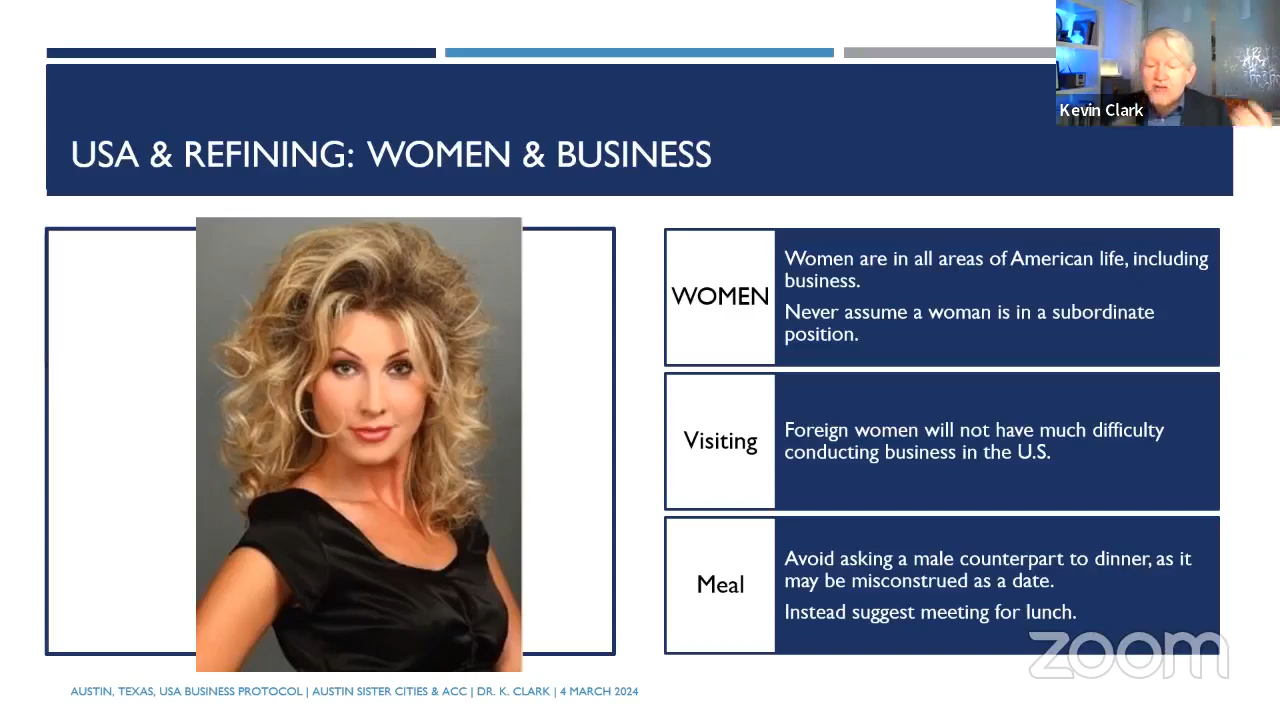 Kevin Clark
USA & REFINING: WOMEN & BUSINESS
WOMEN
Women are in all areas of American life, including
business.
Never assume a woman is in a subordinate
position.
Visiting
Foreign women will not have much difficulty
conducting business in the U.S.
Meal
Avoid asking a male counterpart to dinner, as it
may be misconstrued as a date.
Instead suggest meeting for lunch.
zoom
AUSTIN, TEXAS, USA BUSINESS PROTOCOL | AUSTIN SISTER CITIES & ACC | DR. K. CLARK | 4 MARCH 2024